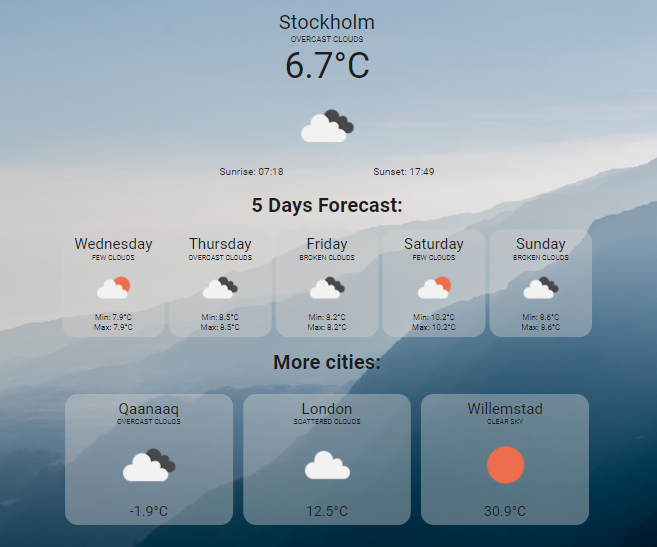 Stockholm
OVERCAST CLOUDS
6.7°C
Sunrise: 07:18
Sunset: 17:49
5 Days Forecast:
Wednesday
FEW CLOUDS
Min: 7.9°C
Max: 7.9°C
Thursday
OVERCAST CLOUDS
Min: 8.5°C
Max: 8.5°C
Friday
BROKEN CLOUDS
Min: 8.2°C
Max: 8.2°C
Saturday
FEW CLOUDS
Min: 10.2°C
Max: 10.2°C
Sunday
BROKEN CLOUDS
Min: 8.6°C
Max: 8.6°C
More cities:
Qaanaaq
OVERCAST CLOUDS
-1.9°C
London
SCATTERED CLOUDS
12.5°C
Willemstad
CLEAR SKY
30.9°C